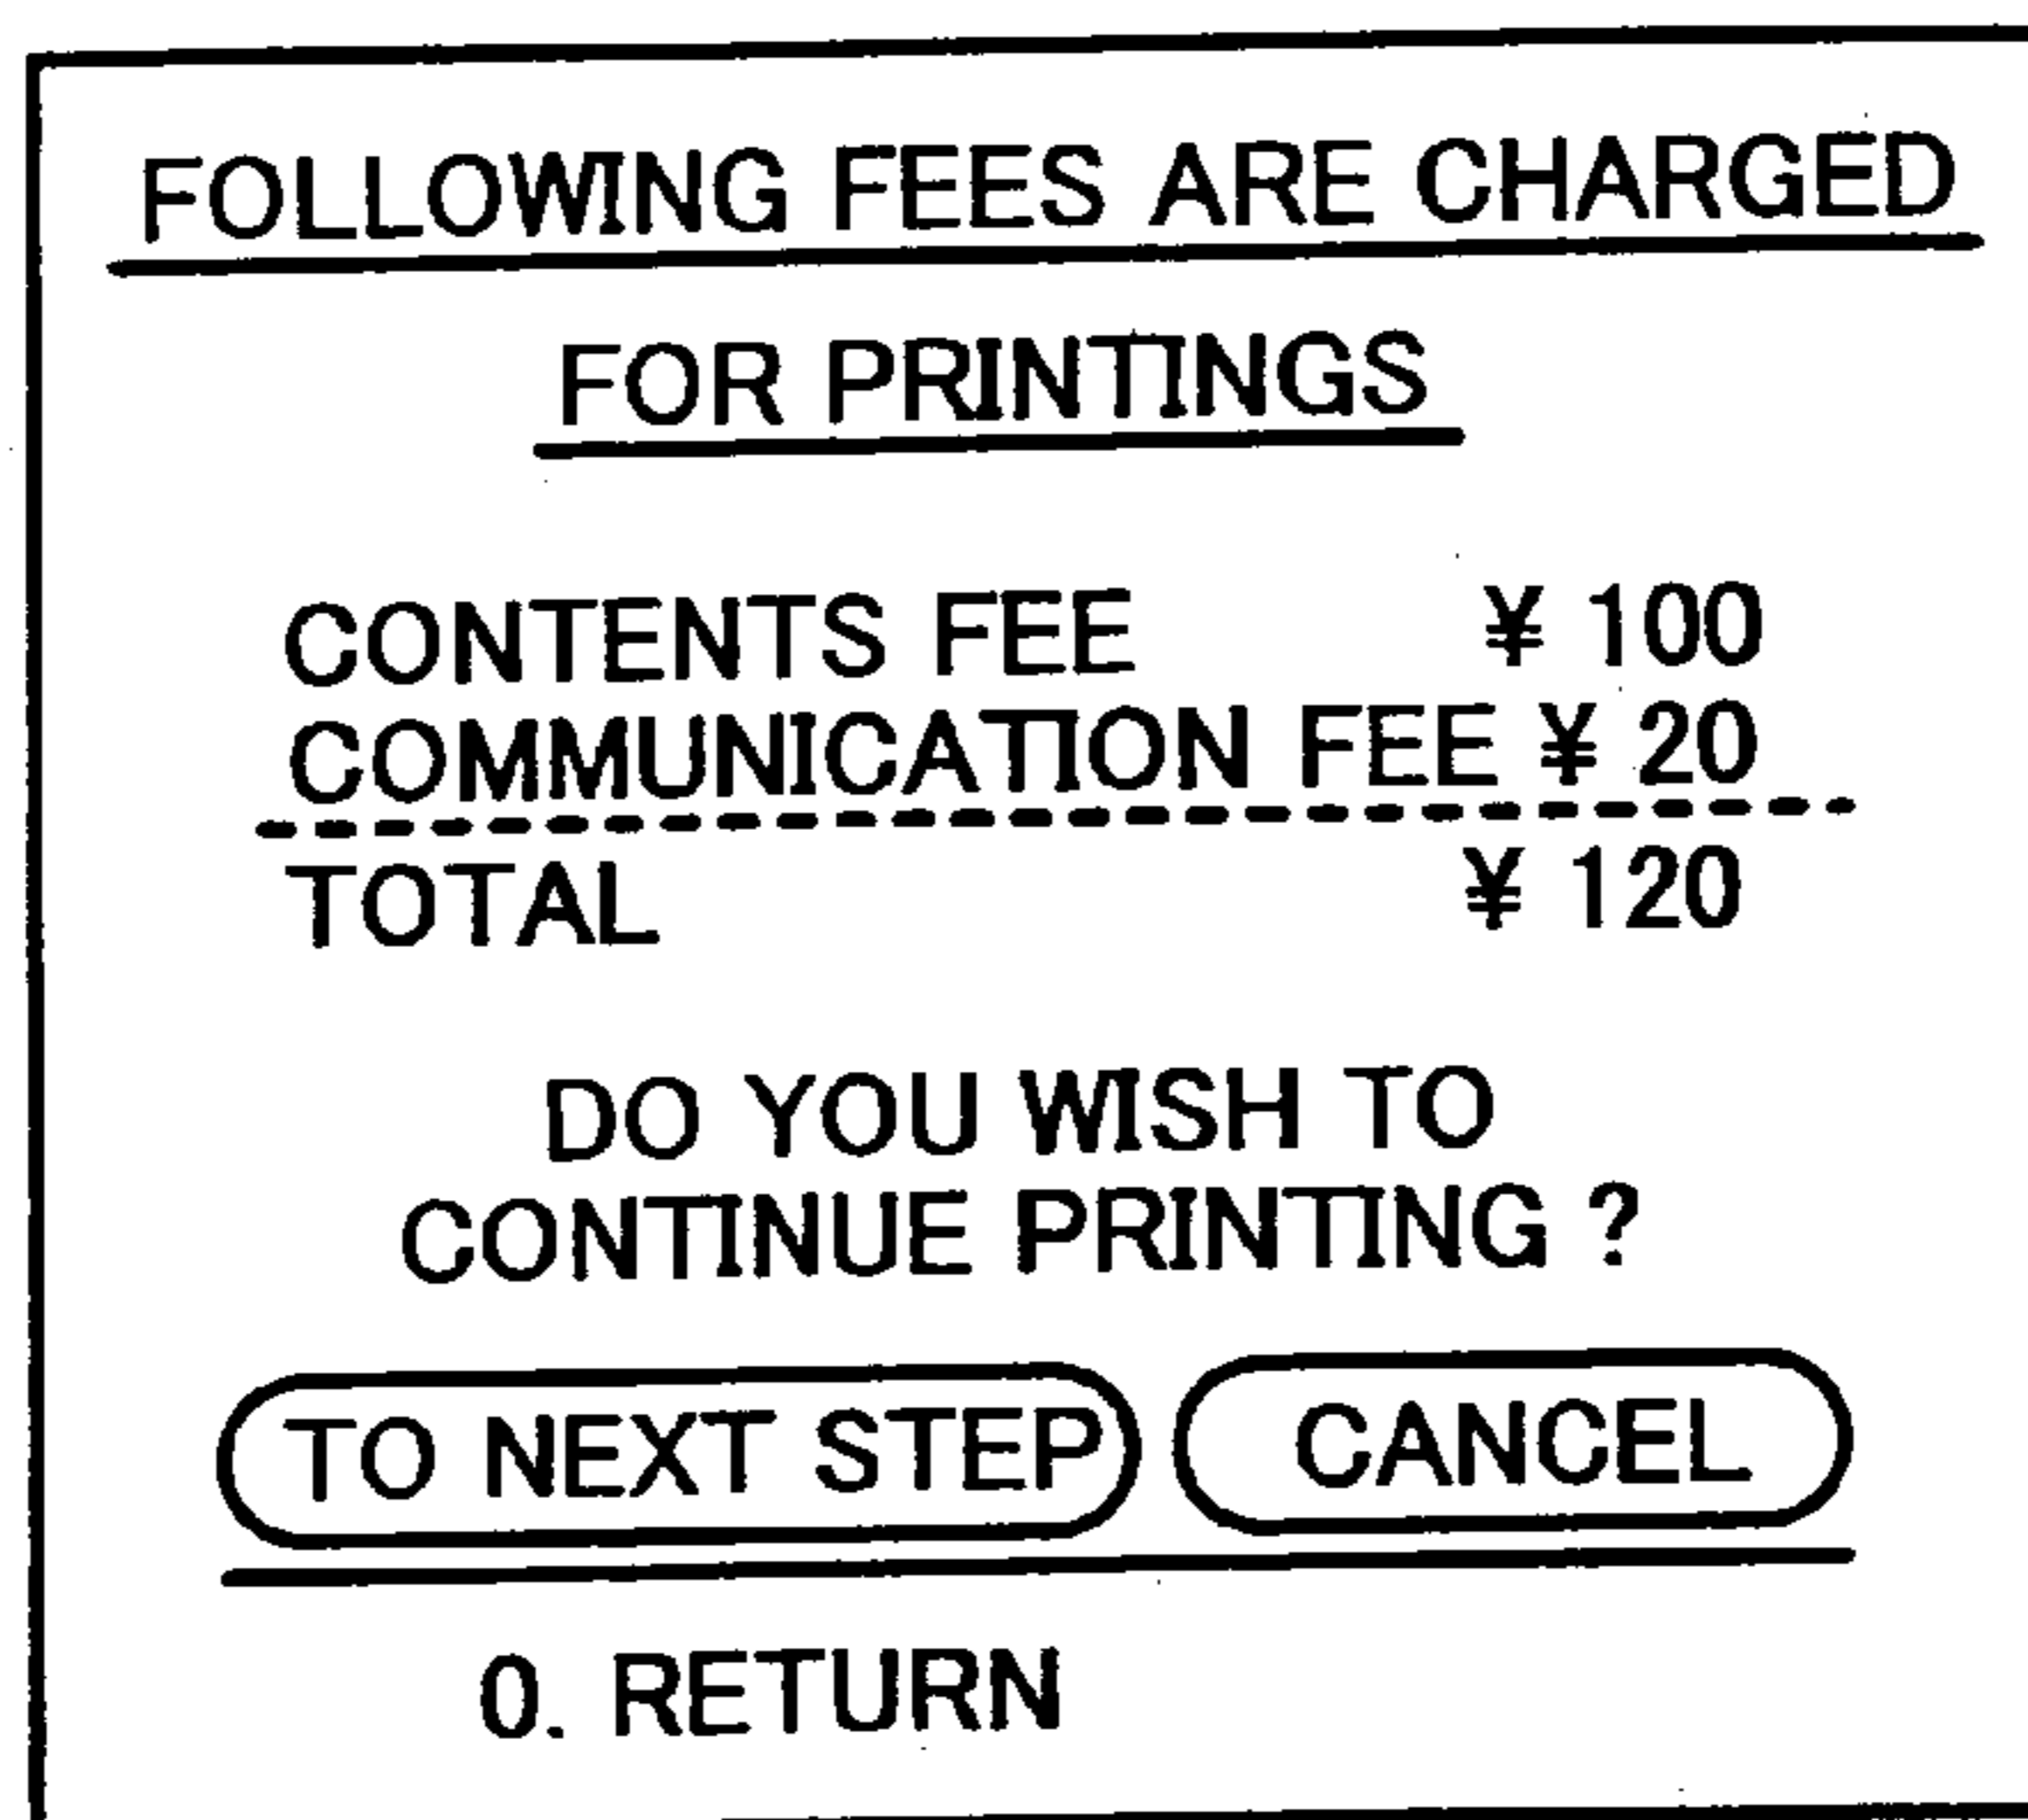 FOLLOWING FEES ARE CHARGED
FOR PRINTINGS
CONTENTS FEE ¥ 100
COMMUNICATION FEE ¥ 20
TOTAL ¥ 120
DO YOU WISH TO
CONTINUE PRINTING ?
TO NEXT STEP CANCEL
0. RETURN